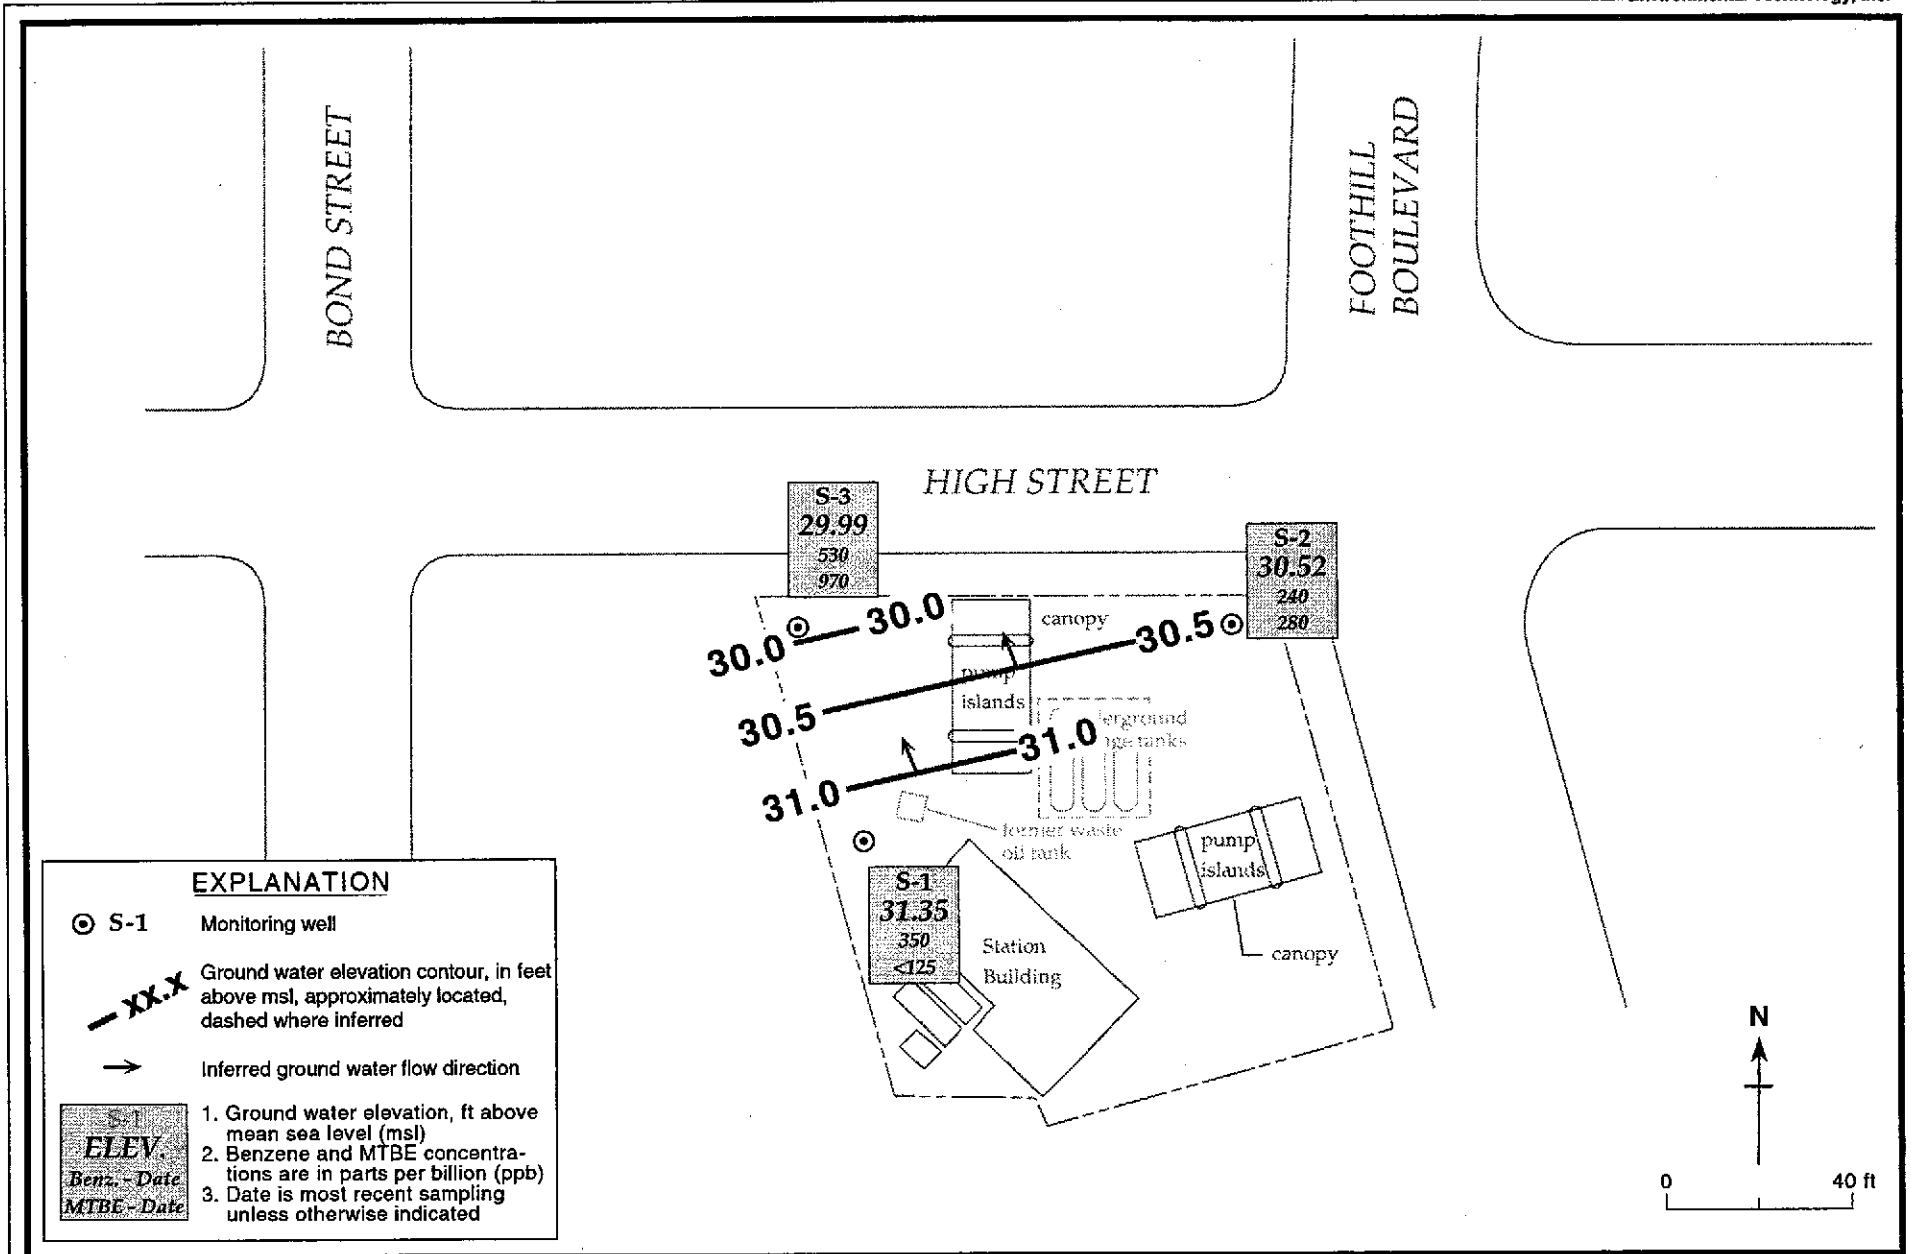 BOND STREET
FOOTHILL
BOULEVARD
HIGH STREET
S-3
29.99
530
970
S-2
30.52
240
280
30.0
30.0
canopy
30.5
30.5
pump
islands
31.0
31.0
former waste
oil tank
pump
islands
canopy
S-1
31.35
350
<125
Station
Building
EXPLANATION
S-1 Monitoring well
XX.X Ground water elevation contour, in feet
above msl, approximately located,
dashed where inferred
Inferred ground water flow direction
S-1
ELEV.
Benz. - Date
MTBE - Date
1. Ground water elevation, ft above
mean sea level (msl)
2. Benzene and MTBE concentra-
tions are in parts per billion (ppb)
3. Date is most recent sampling
unless otherwise indicated
N
0 40 ft